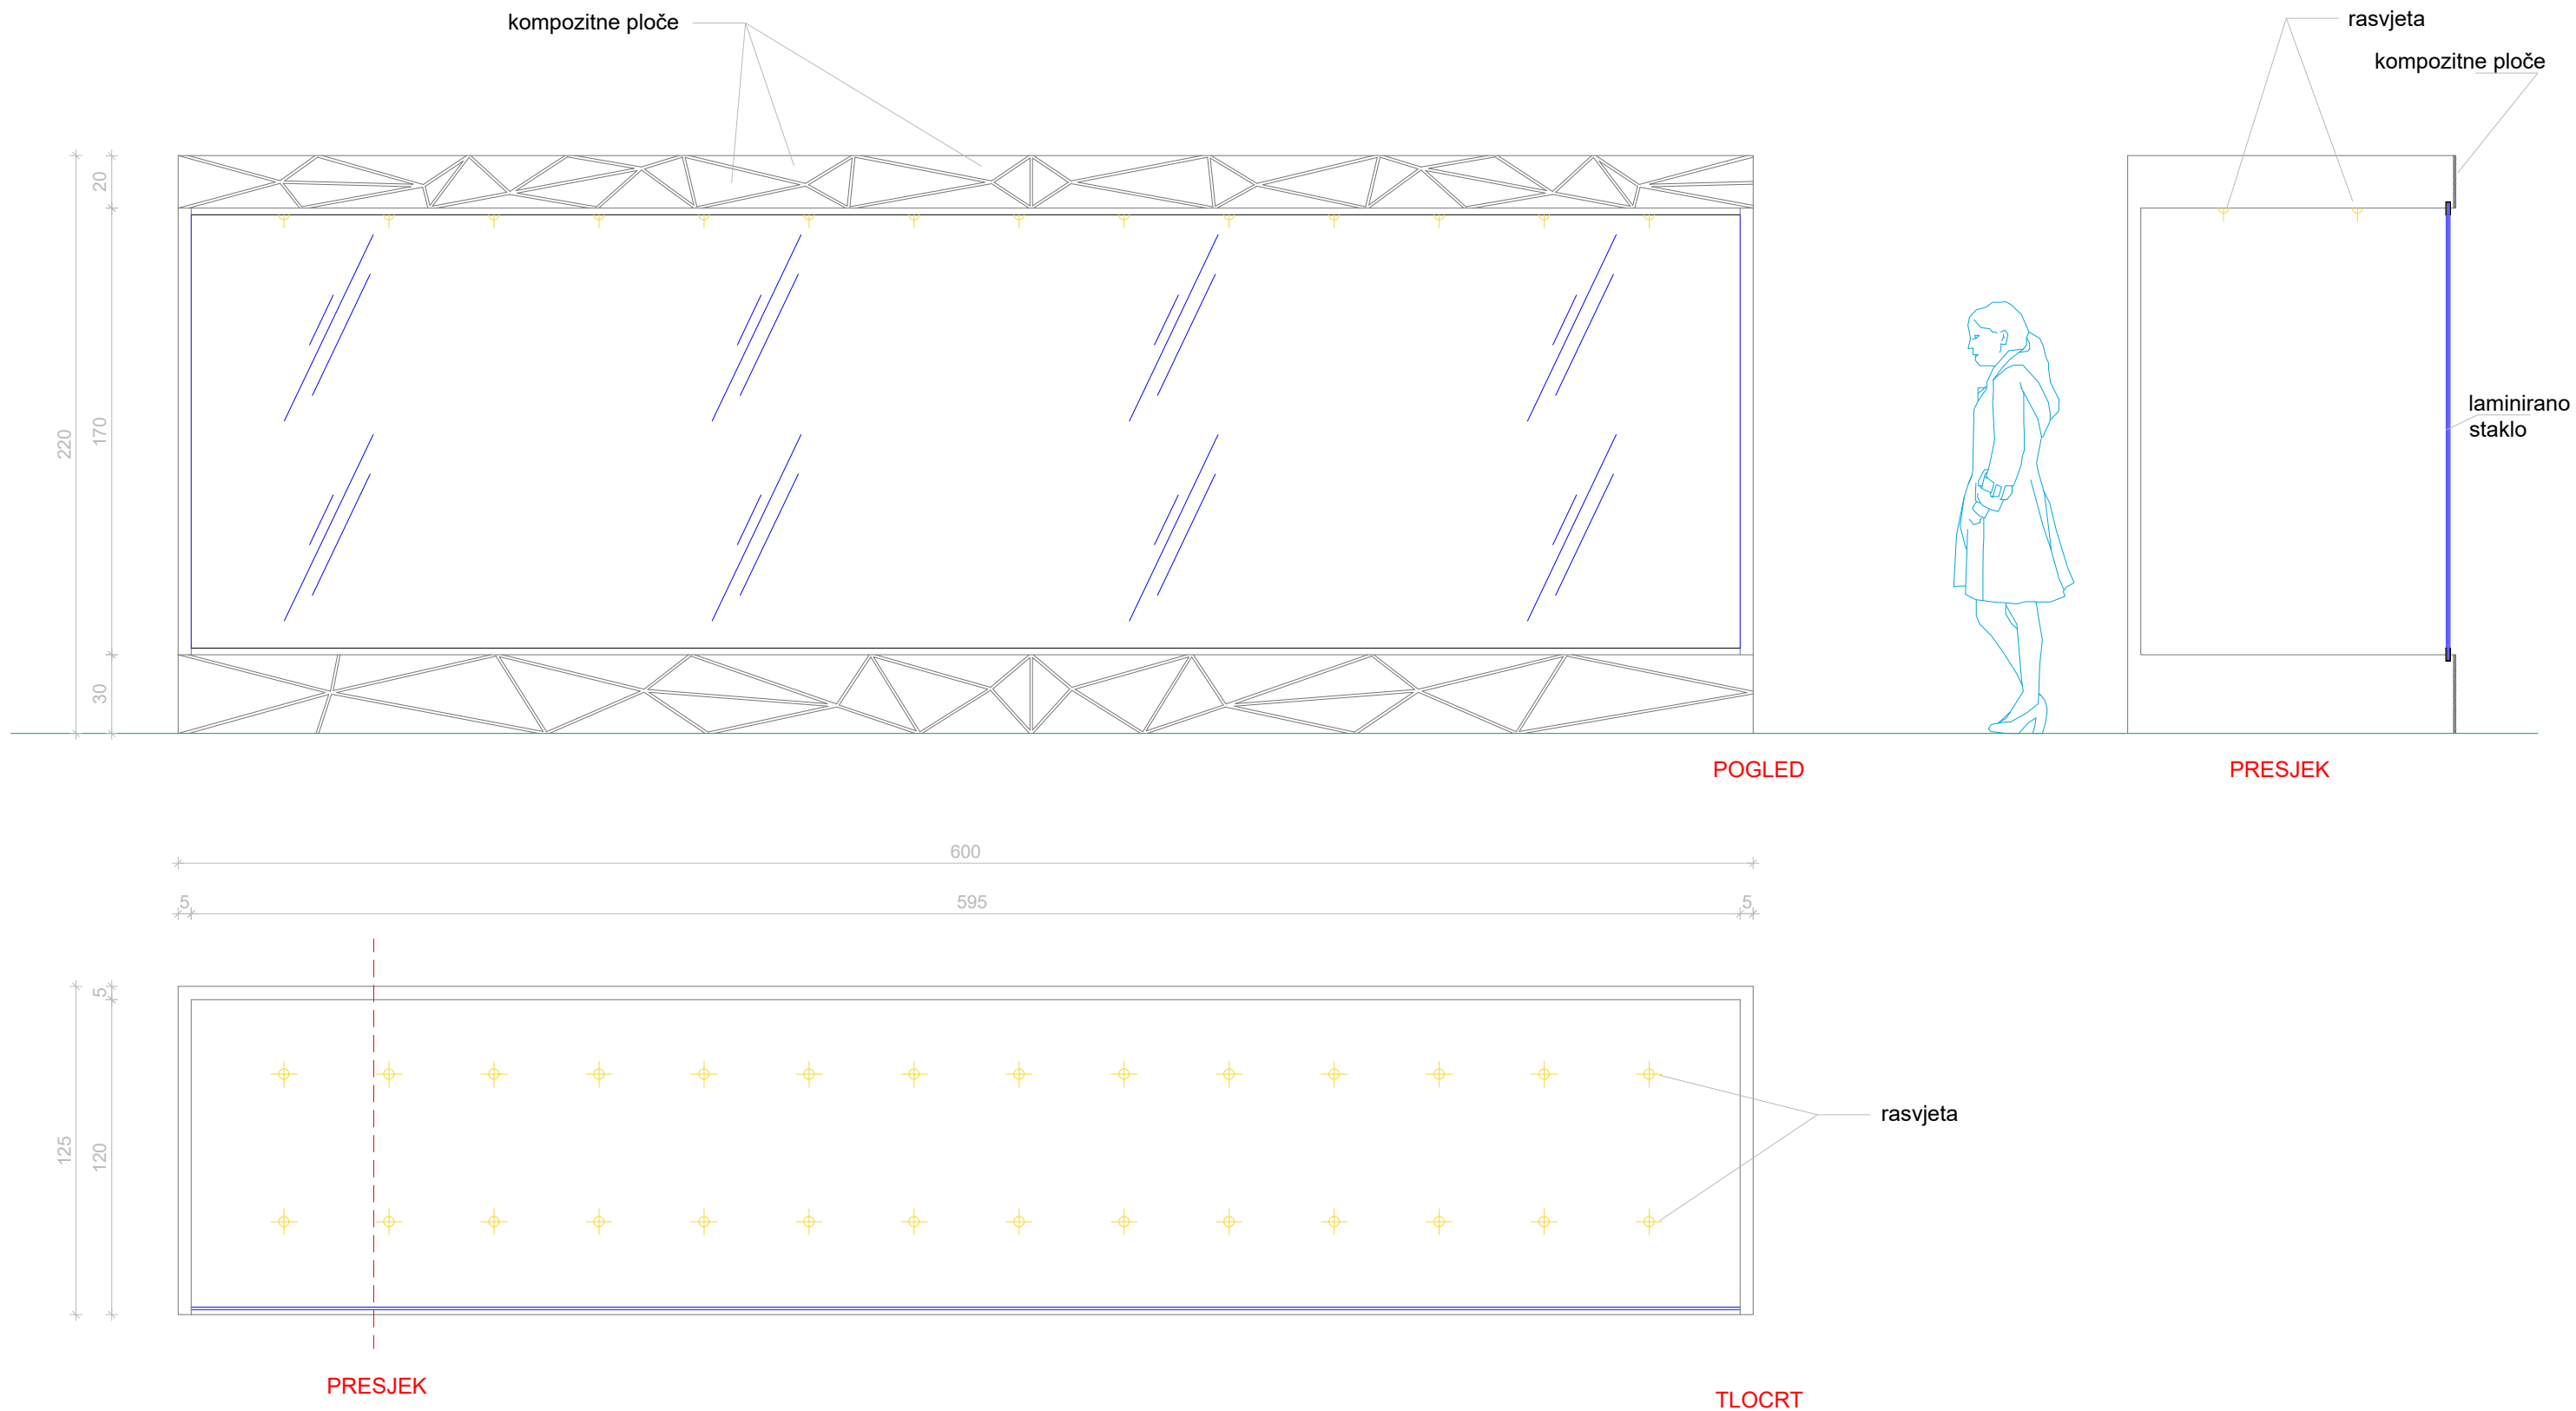 kompozitne ploče
rasvjeta
kompozitne ploče
20
220
170
laminirano
staklo
30
POGLED
PRESJEK
600
5
595
5
5
125
120
rasvjeta
PRESJEK
TLOCRT